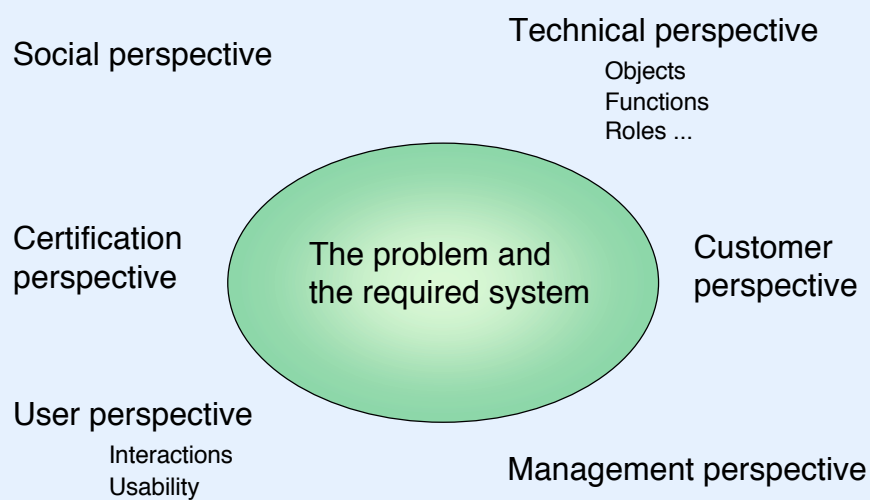 Social perspective
Technical perspective
Objects
Functions
Roles ...
Certification
perspective
The problem and
the required system
Customer
perspective
User perspective
Interactions
Usability
Management perspective